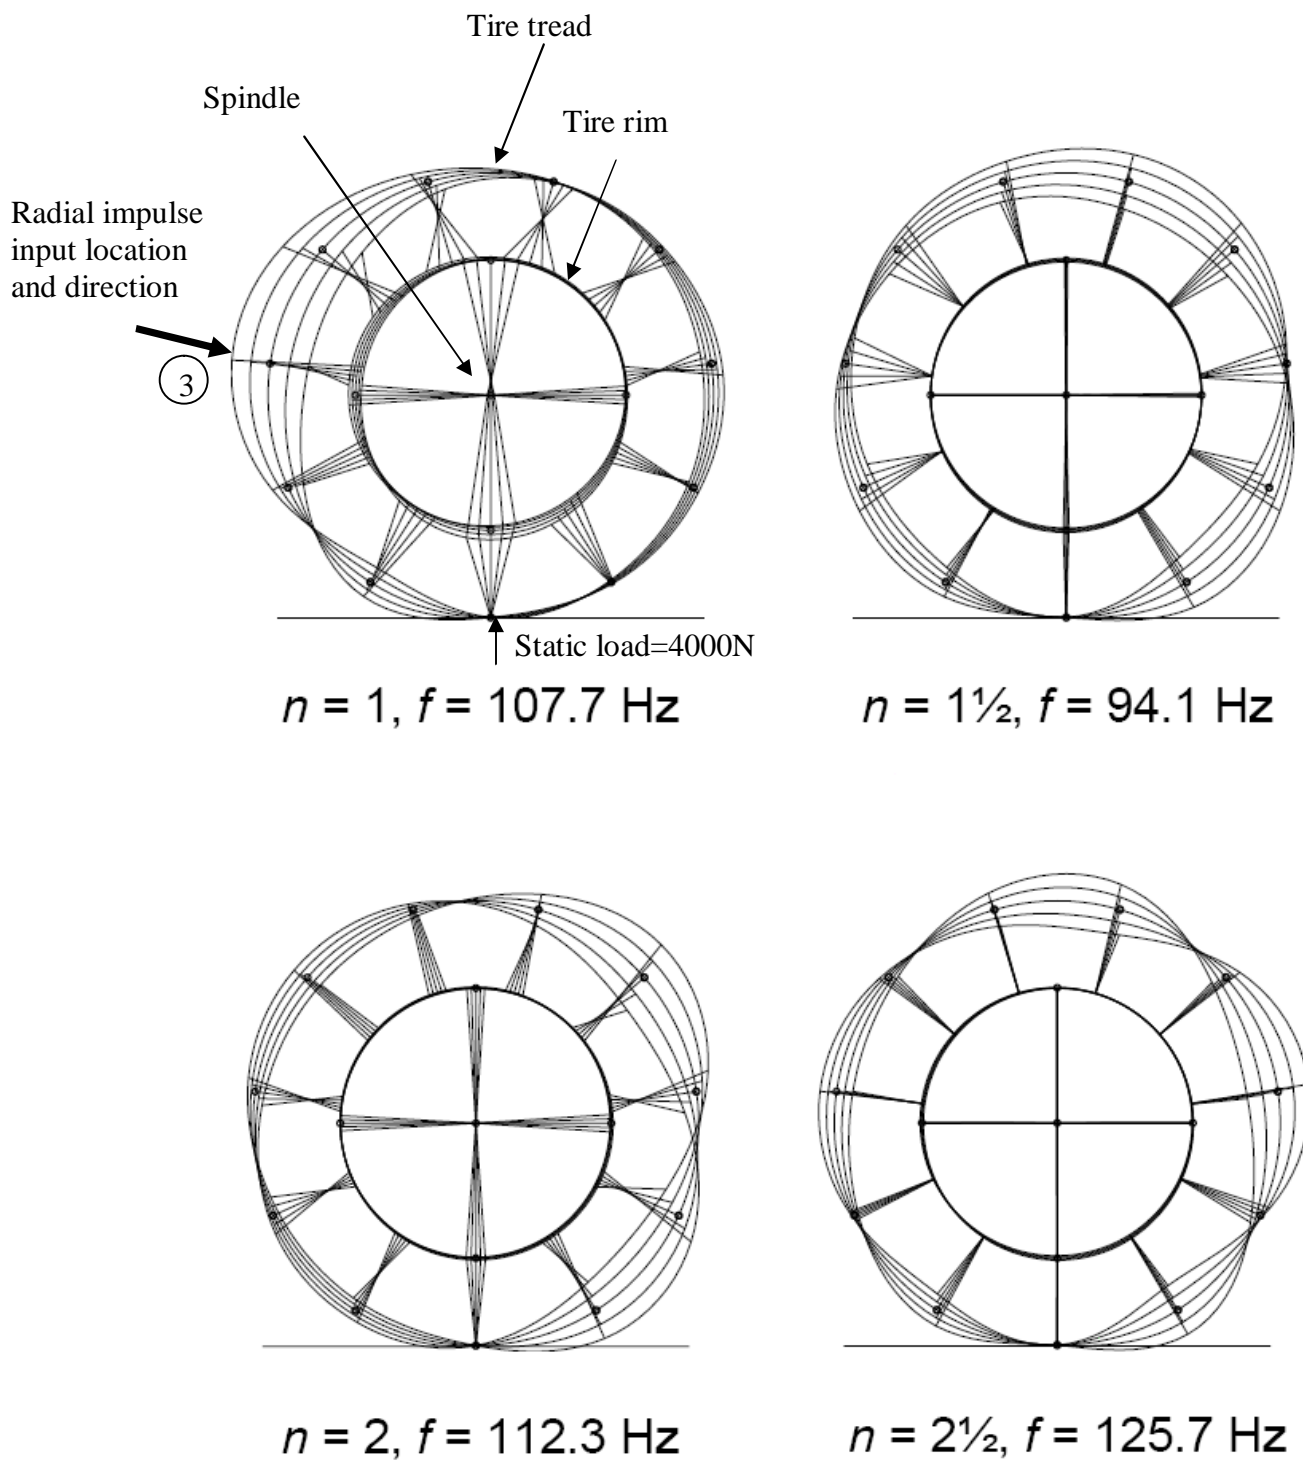 Tire tread
Spindle
Tire rim
Radial impulse
input location
and direction
3
Static load=4000N
n = 1, f = 107.7 Hz
n = 1½, f = 94.1 Hz
n = 2, f = 112.3 Hz
n = 2½, f = 125.7 Hz